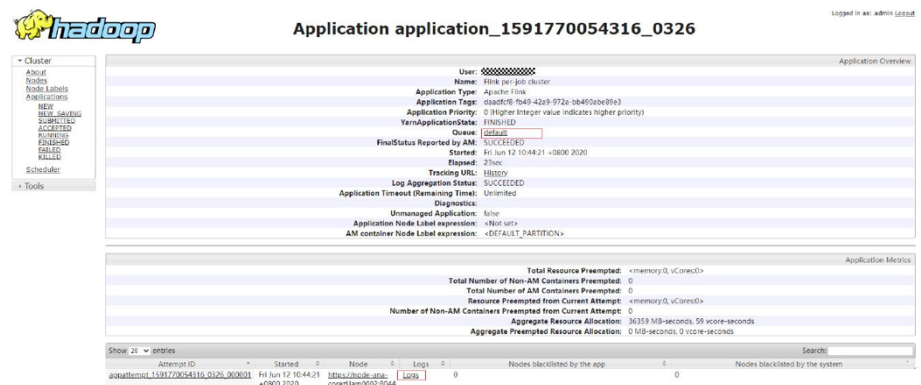 Logged in as: admin Logout
hadoop
Application application_1591770054316_0326
Cluster
About
Nodes
Node Labels
Applications
NEW
NEW_SAVING
SUBMITTED
ACCEPTED
RUNNING
FINISHED
FAILED
KILLED
Scheduler
Tools
Application Overview
User:
Name: Flink per-job cluster
Application Type: Apache Flink
Application Tags:
Application Priority: 0 (Higher Integer value indicates higher priority)
YarnApplicationState: FINISHED
Queue: default
FinalStatus Reported by AM: SUCCEEDED
Started: Fri Jun 12 10:44:21 +0800 2020
Elapsed: 23sec
Tracking URL: History
Log Aggregation Status: SUCCEEDED
Application Timeout (Remaining Time): Unlimited
Diagnostics:
Unmanaged Application: false
Application Node Label expression: <Not set>
AM container Node Label expression: <DEFAULT_PARTITION>
Application Metrics
Total Resource Preempted: <memory:0, vCores:0>
Total Number of Non-AM Containers Preempted: 0
Total Number of AM Containers Preempted: 0
Resource Preempted from Current Attempt: <memory:0, vCores:0>
Number of Non-AM Containers Preempted from Current Attempt: 0
Aggregate Resource Allocation: 36359 MB-seconds, 59 vcore-seconds
Aggregate Preempted Resource Allocation: 0 MB-seconds, 0 vcore-seconds
Show 20 entries Search:
Attempt ID Started Node Logs Nodes blacklisted by the app Nodes blacklisted by the system
appattempt_1591770054316_0326_000001 Fri Jun 12 10:44:21 https://node-ana- Logs 0 0
+0800 2020